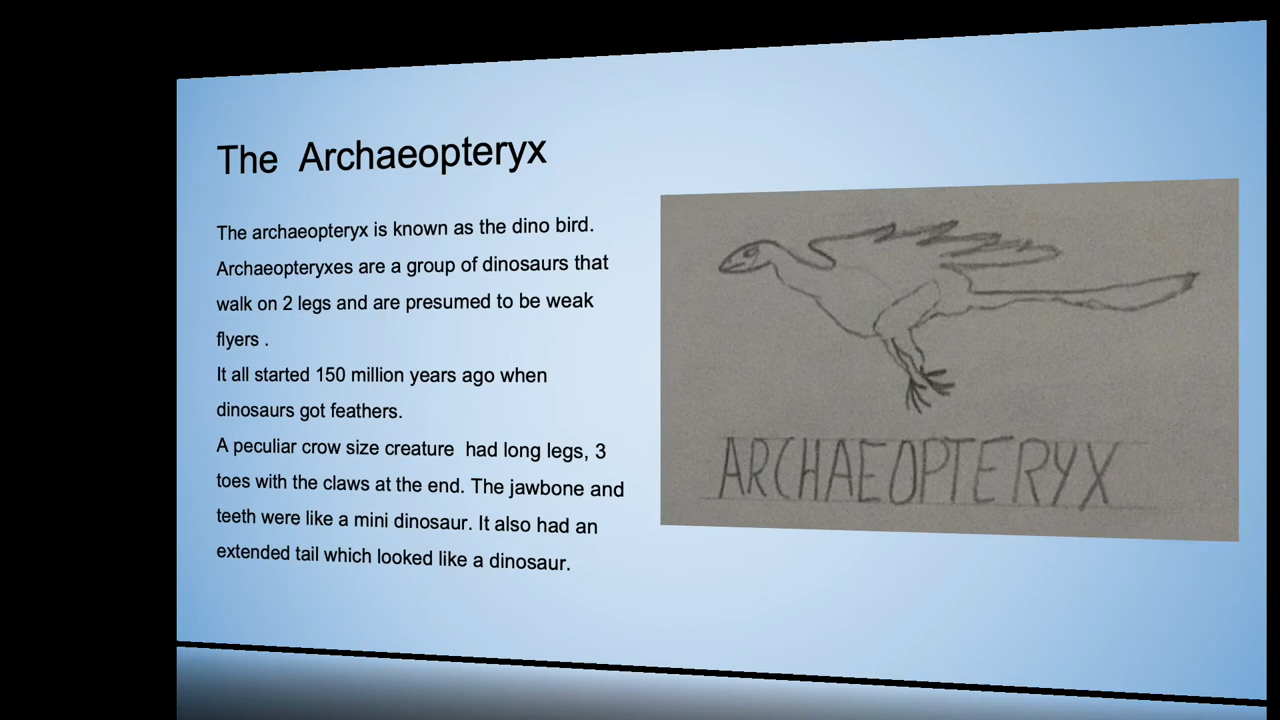 The Archaeopteryx
The archaeopteryx is known as the dino bird.
Archaeopteryxes are a group of dinosaurs that
walk on 2 legs and are presumed to be weak
flyers .
It all started 150 million years ago when
dinosaurs got feathers.
A peculiar crow size creature had long legs, 3
toes with the claws at the end. The jawbone and
teeth were like a mini dinosaur. It also had an
extended tail which looked like a dinosaur.
ARCHAEOPTERYX